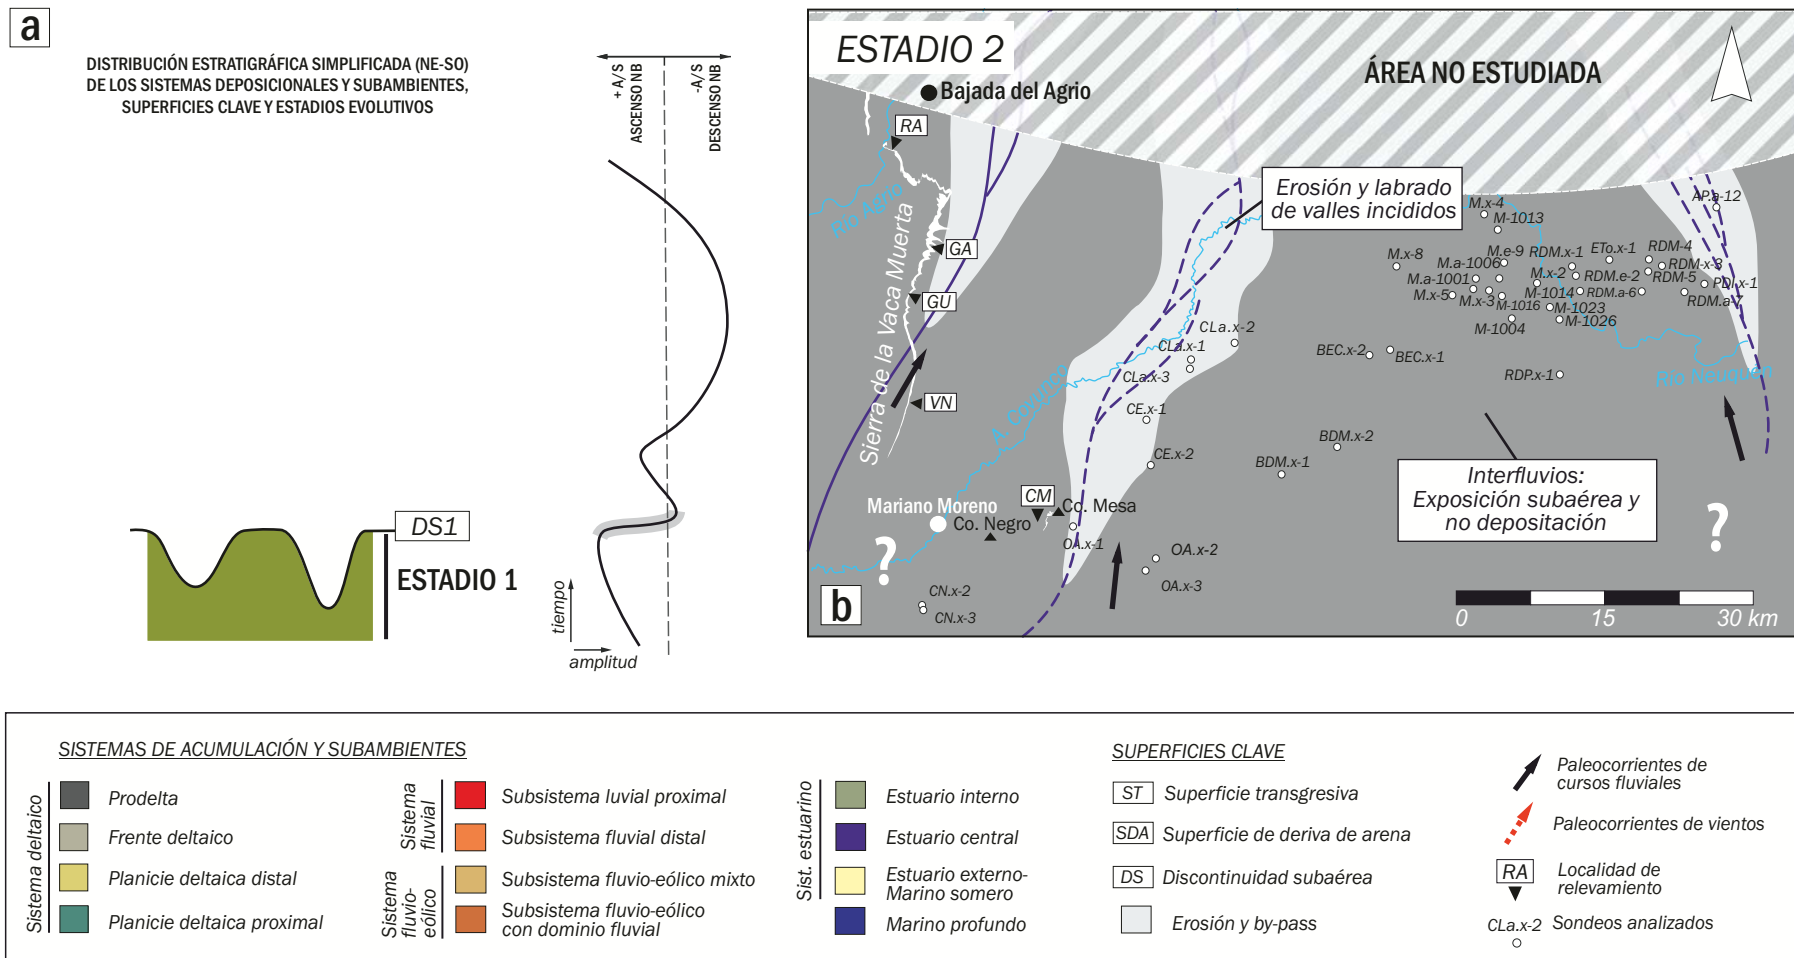 a
DISTRIBUCIÓN ESTRATIGRÁFICA SIMPLIFICADA (NE-SO)
DE LOS SISTEMAS DEPOSICIONALES Y SUBAMBIENTES,
SUPERFICIES CLAVE Y ESTADIOS EVOLUTIVOS
+ A/S
ASCENSO NB
-A/S
DESCENSO NB
DS1
ESTADIO 1
tiempo
amplitud
ESTADIO 2
ÁREA NO ESTUDIADA
Bajada del Agrio
RA
Río Agrio
Erosión y labrado
de valles incididos
AP.a-12
M.x-4
M-1013
GA
M.x-8
M.e-9
RDM.x-1
ETo.x-1
RDM-4
M.a-1006
RDM-x-3
M.a-1001
M.x-2
RDM.e-2
RDM-5
PDI.x-1
GU
M.x-5
M.x-3
M-1016
M-1014
RDM.a-6
RDM.a-7
M-1023
M-1004
M-1026
Sierra de la Vaca Muerta
CLa.x-2
CLa.x-1
BEC.x-2
BEC.x-1
CLa.x-3
RDP.x-1
Río Neuquén
VN
A. Covunco
CE.x-1
BDM.x-2
CE.x-2
BDM.x-1
Interfluvios:
Exposición subaérea y
no depositación
Mariano Moreno
CM
Co. Mesa
Co. Negro
?
?
OA.x-1
OA.x-2
OA.x-3
b
CN.x-2
CN.x-3
0
15
30 km
SISTEMAS DE ACUMULACIÓN Y SUBAMBIENTES
Sistema deltaico
Prodelta
Frente deltaico
Planicie deltaica distal
Planicie deltaica proximal
Sistema
fluvial
Subsistema luvial proximal
Subsistema fluvial distal
Sistema
fluvio-
eólico
Subsistema fluvio-eólico mixto
Subsistema fluvio-eólico
con dominio fluvial
Sist. estuarino
Estuario interno
Estuario central
Estuario externo-
Marino somero
Marino profundo
SUPERFICIES CLAVE
ST Superficie transgresiva
SDA Superficie de deriva de arena
DS Discontinuidad subaérea
Erosión y by-pass
Paleocorrientes de
cursos fluviales
Paleocorrientes de vientos
RA
Localidad de
relevamiento
CLa.x-2 Sondeos analizados